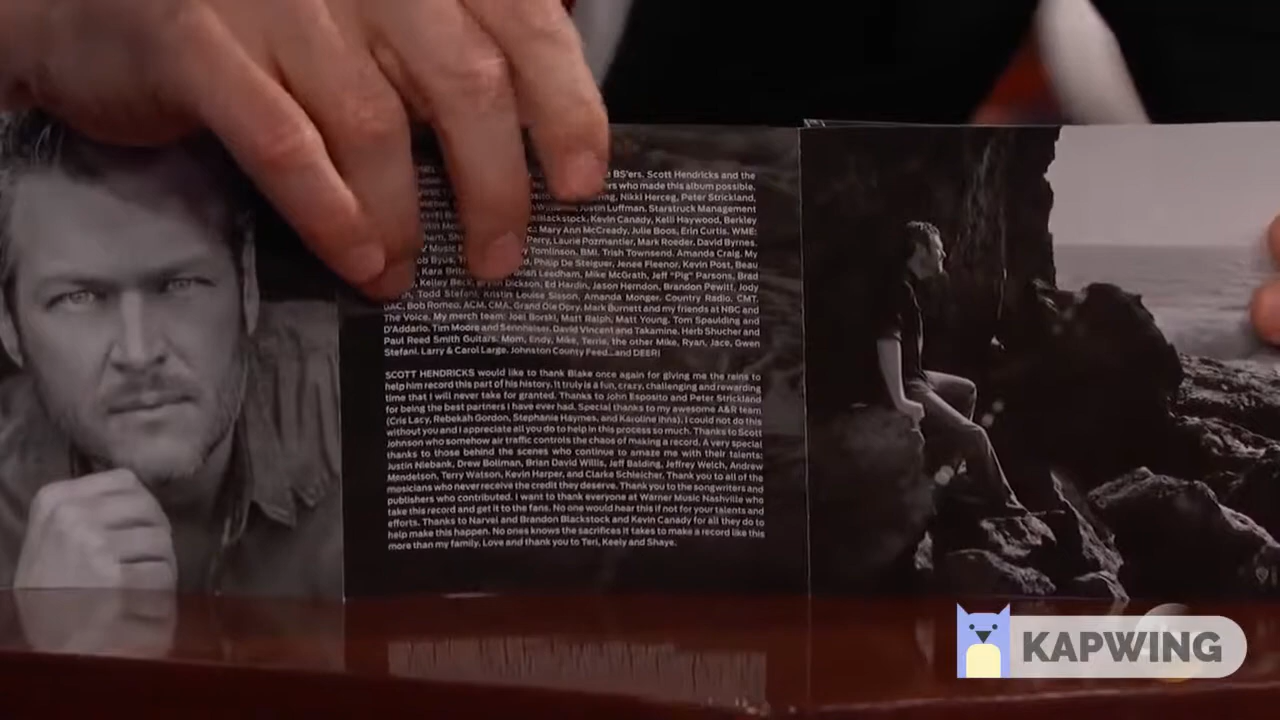 BS'ers. Scott Hendricks and the
who made this album possible.
Nikki Herceg, Peter Strickland,
Justin Luffman. Starstruck Management
Blackstock, Kevin Canady, Kelli Haywood, Berkley
Mary Ann McCready, Julie Boos, Erin Curtis. WME:
Perry, Laurie Pozmantier, Mark Roeder, David Byrnes.
Tomlinson. BMI. Trish Townsend. Amanda Craig. My
Byus, Philip De Steiguer, Jenee Fleenor, Kevin Post, Beau
Kara Leedham, Mike McGrath, Jeff "Pig" Parsons, Brad
Kelley Dickson, Ed Hardin, Jason Herndon, Brandon Pewitt, Jody
Todd Stefani, Kristin Louise Sisson, Amanda Monger. Country Radio. CMT,
GAC, Bob Romeo, ACM, CMA, Grand Ole Opry. Mark Burnett and my friends at NBC and
The Voice. My merch team: Joel Borski, Matt Ralph, Matt Young. Tom Spaulding and
D'Addario. Tim Moore and Sennheiser. David Vincent and Takamine. Herb Shucher and
Paul Reed Smith Guitars. Mom, Endy, Mike, Terrie, the other Mike, Ryan, Jace, Gwen
Stefani. Larry & Carol Large. Johnston County Feed...and DEER!
SCOTT HENDRICKS would like to thank Blake once again for giving me the reins to
help him record this part of his history. It truly is a fun, crazy, challenging and rewarding
time that I will never take for granted. Thanks to John Esposito and Peter Strickland
for being the best partners I have ever had. Special thanks to my awesome A&R team
(Cris Lacy, Rebekah Gordon, Stephanie Haymes, and Karoline Ihns). I could not do this
without you and I appreciate all you do to help in this process so much. Thanks to Scott
Johnson who somehow air traffic controls the chaos of making a record. A very special
thanks to those behind the scenes who continue to amaze me with their talents:
Justin Niebank, Drew Bollman, Brian David Willis, Jeff Balding, Jeffrey Welch, Andrew
Mendelson, Terry Watson, Kevin Harper, and Clarke Schleicher. Thank you to all of the
musicians who never receive the credit they deserve. Thank you to the songwriters and
publishers who contributed. I want to thank everyone at Warner Music Nashville who
take this record and get it to the fans. No one would hear this if not for your talents and
efforts. Thanks to Narvel and Brandon Blackstock and Kevin Canady for all they do to
help make this happen. No ones knows the sacrifices it takes to make a record like this
more than my family. Love and thank you to Teri, Keely and Shaye.
KAPWING